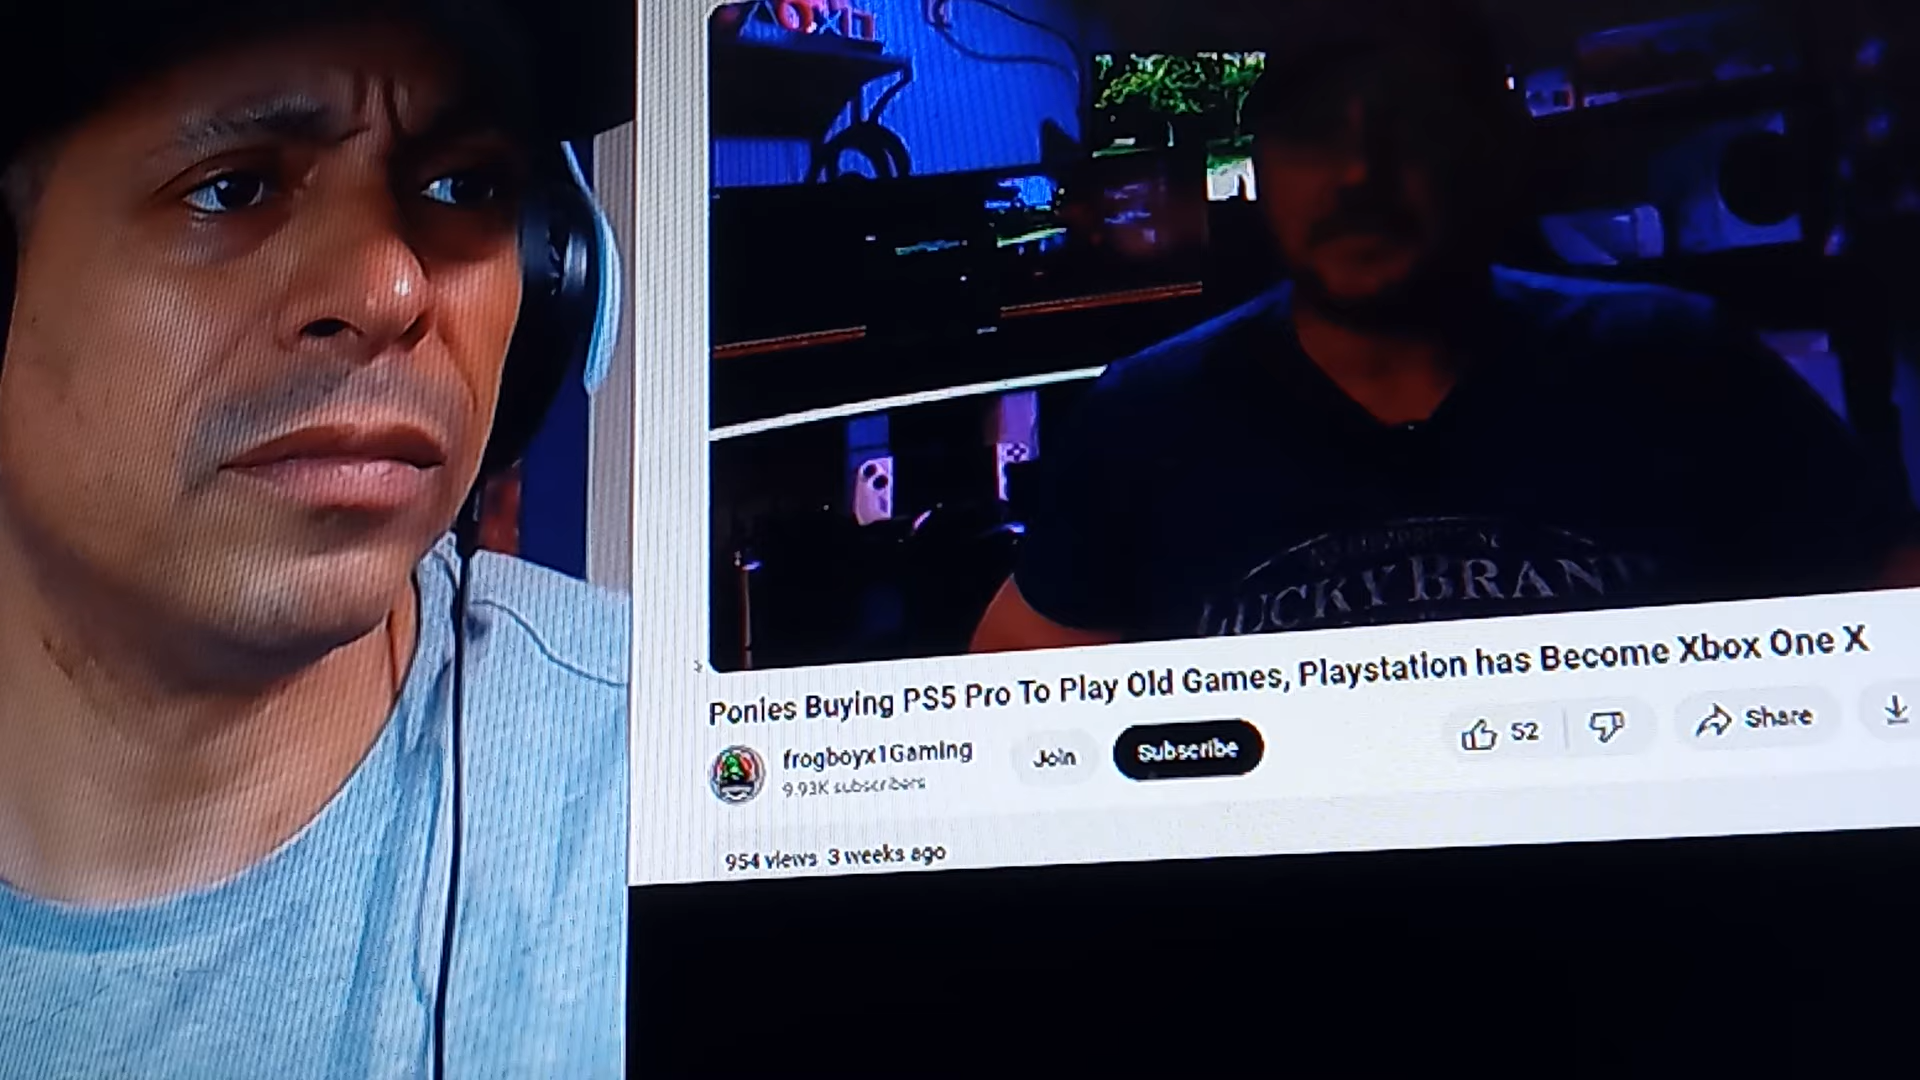 LUCKY BRAND
Ponies Buying PS5 Pro To Play Old Games, Playstation has Become Xbox One X
frogboyx1Gaming
9.93K subscribers
Join
Subscribe
52
Share
954 views 3 weeks ago